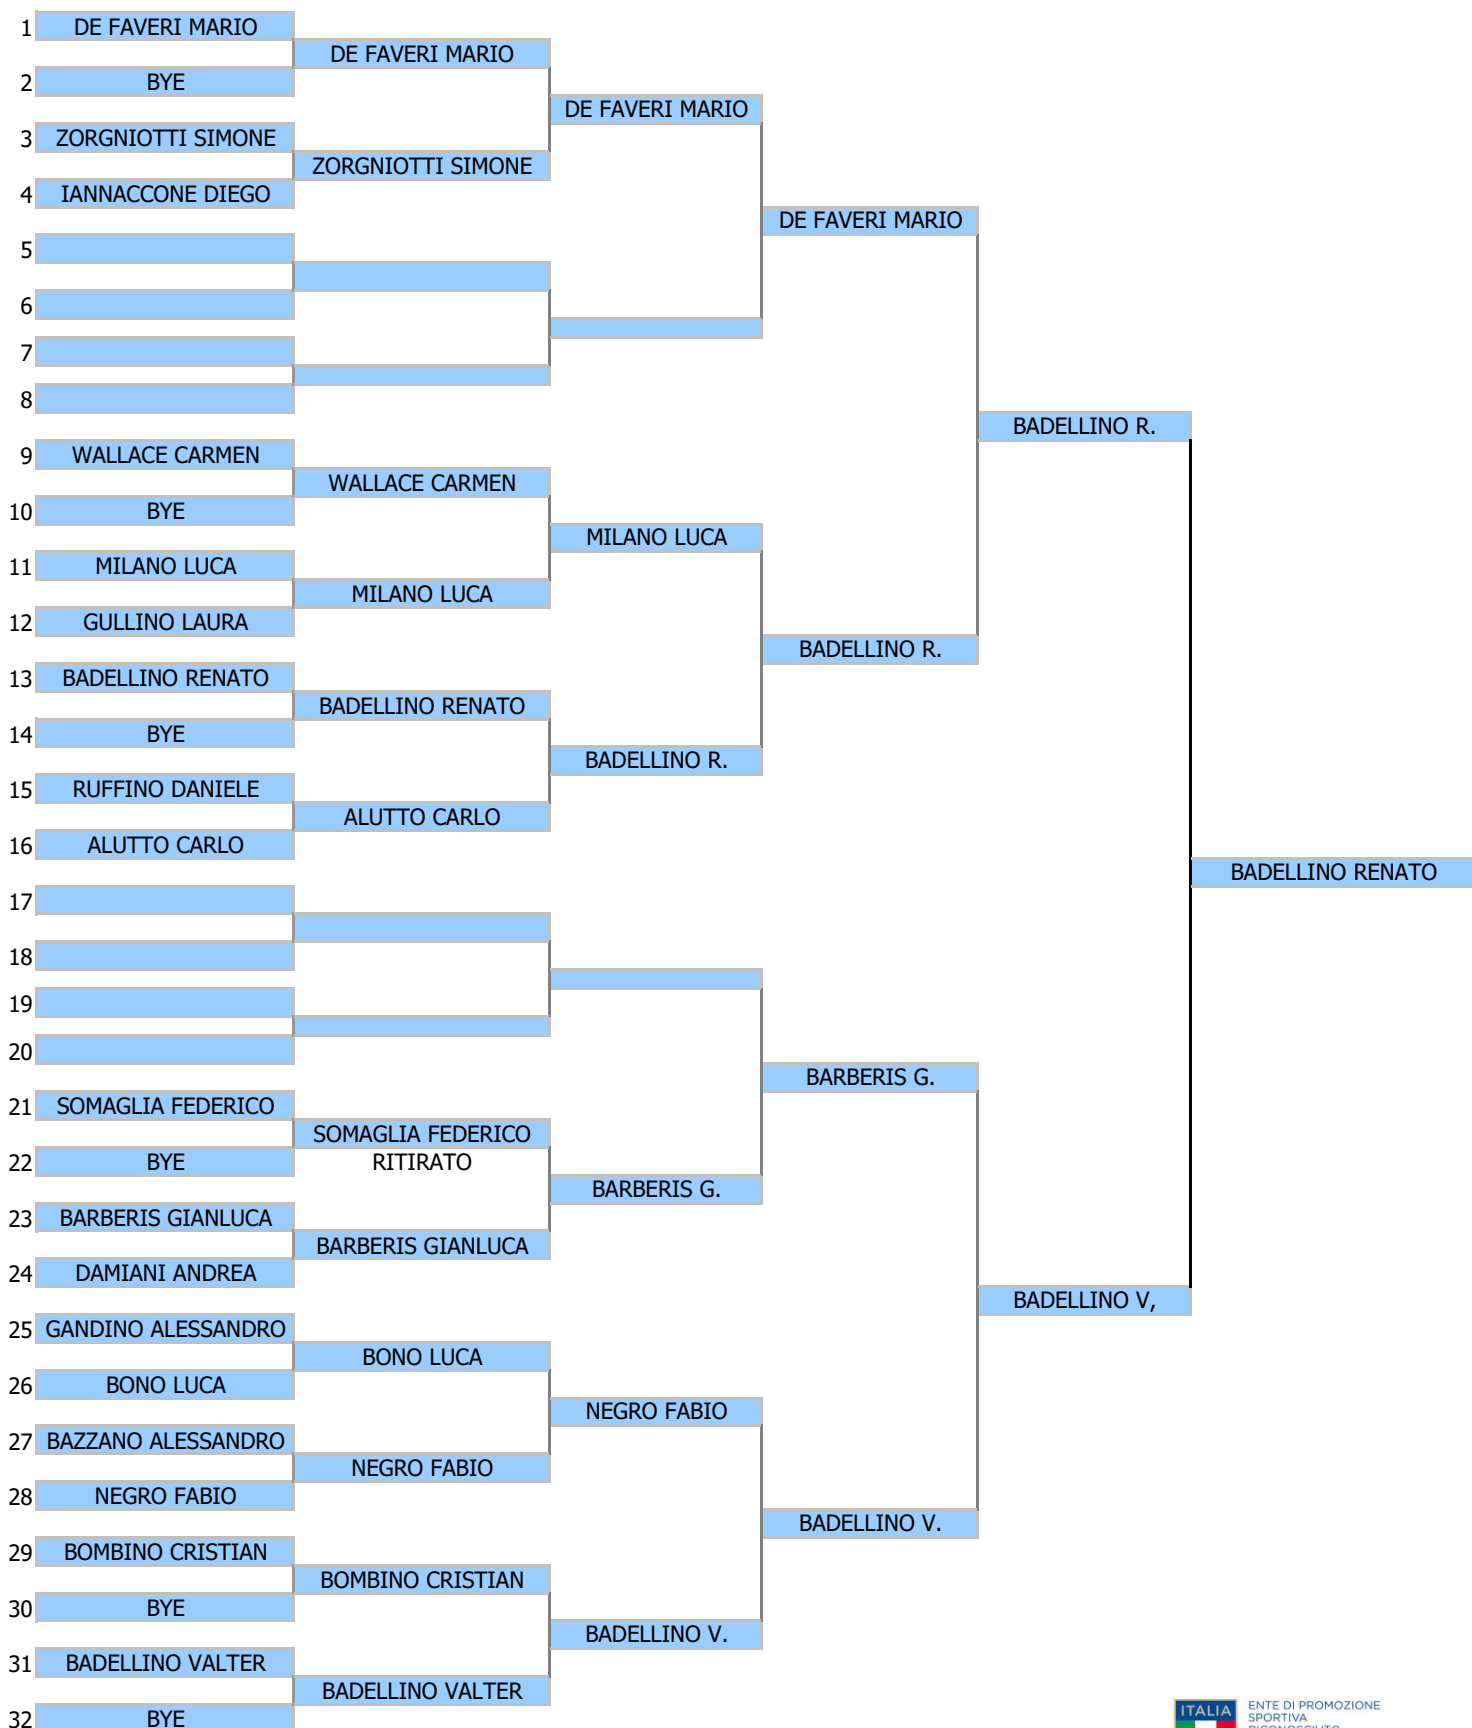 1 DE FAVERI MARIO
DE FAVERI MARIO
2 BYE
DE FAVERI MARIO
3 ZORGNIOTTI SIMONE
ZORGNIOTTI SIMONE
4 IANNACCONE DIEGO
DE FAVERI MARIO
5
6
7
8
BADELLINO R.
9 WALLACE CARMEN
WALLACE CARMEN
10 BYE
MILANO LUCA
11 MILANO LUCA
MILANO LUCA
12 GULLINO LAURA
BADELLINO R.
13 BADELLINO RENATO
BADELLINO RENATO
14 BYE
BADELLINO R.
15 RUFFINO DANIELE
ALUTTO CARLO
16 ALUTTO CARLO
BADELLINO RENATO
17
18
19
20
BARBERIS G.
21 SOMAGLIA FEDERICO
SOMAGLIA FEDERICO
22 BYE RITIRATO
BARBERIS G.
23 BARBERIS GIANLUCA
BARBERIS GIANLUCA
24 DAMIANI ANDREA
BADELLINO V,
25 GANDINO ALESSANDRO
BONO LUCA
26 BONO LUCA
NEGRO FABIO
27 BAZZANO ALESSANDRO
NEGRO FABIO
28 NEGRO FABIO
BADELLINO V.
29 BOMBINO CRISTIAN
BOMBINO CRISTIAN
30 BYE
BADELLINO V.
31 BADELLINO VALTER
BADELLINO VALTER
32 BYE
ITALIA
ENTE DI PROMOZIONE
SPORTIVA